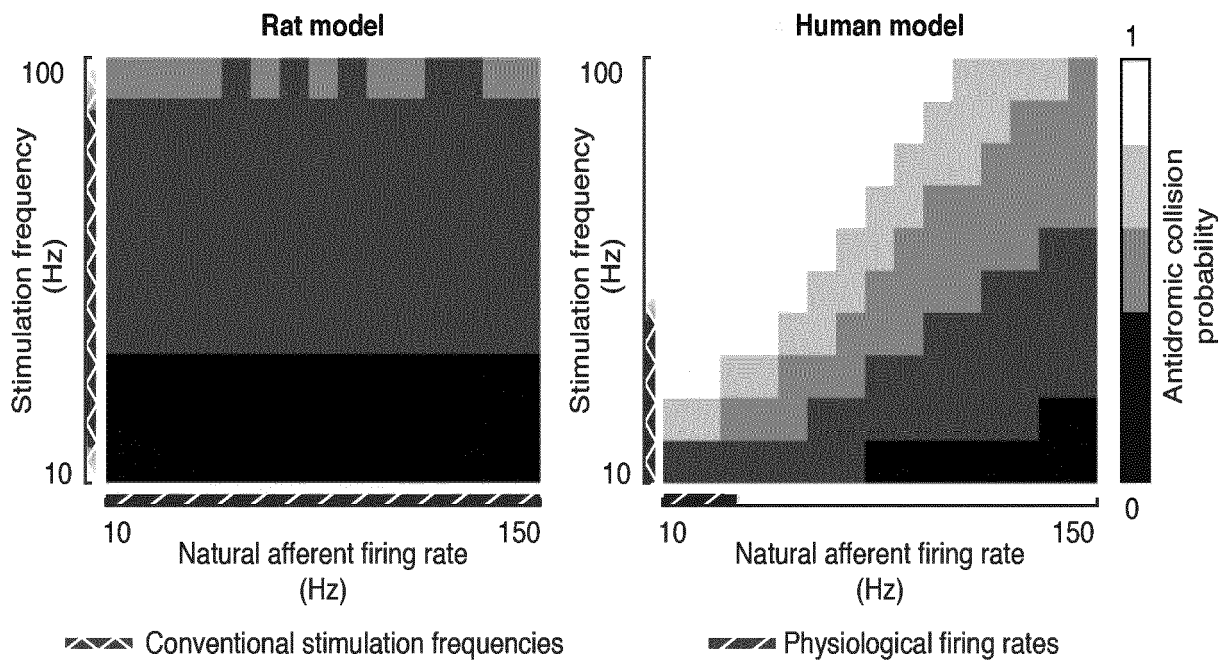 Rat model
Human model
1
100
100
Stimulation frequency
(Hz)
Stimulation frequency
(Hz)
Antidromic collision
probability
10
10
0
10
150
10
150
Natural afferent firing rate
(Hz)
Natural afferent firing rate
(Hz)
Conventional stimulation frequencies
Physiological firing rates